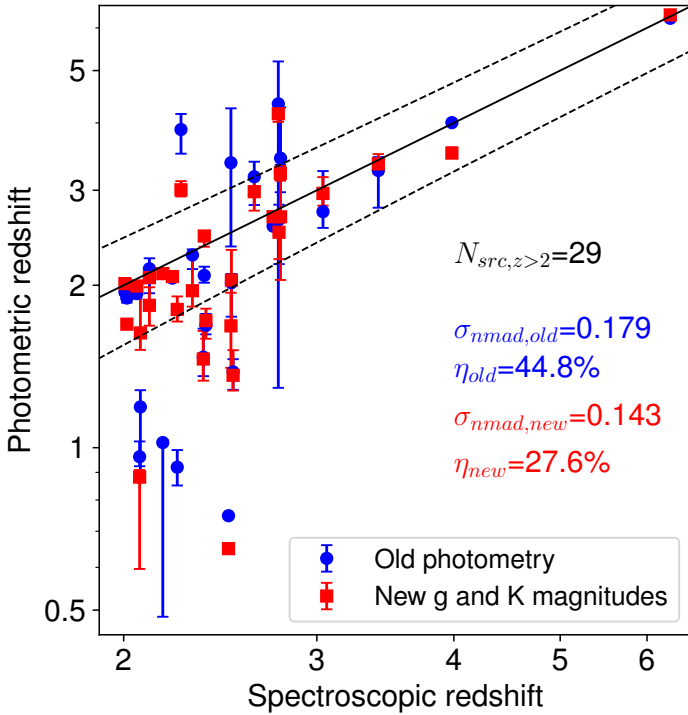 5
3
2
1
0.5
Photometric redshift
N_{src,z>2}=29
σ_{nmad,old}=0.179
η_{old}=44.8%
σ_{nmad,new}=0.143
η_{new}=27.6%
Old photometry
New g and K magnitudes
2 3 4 5 6
Spectroscopic redshift